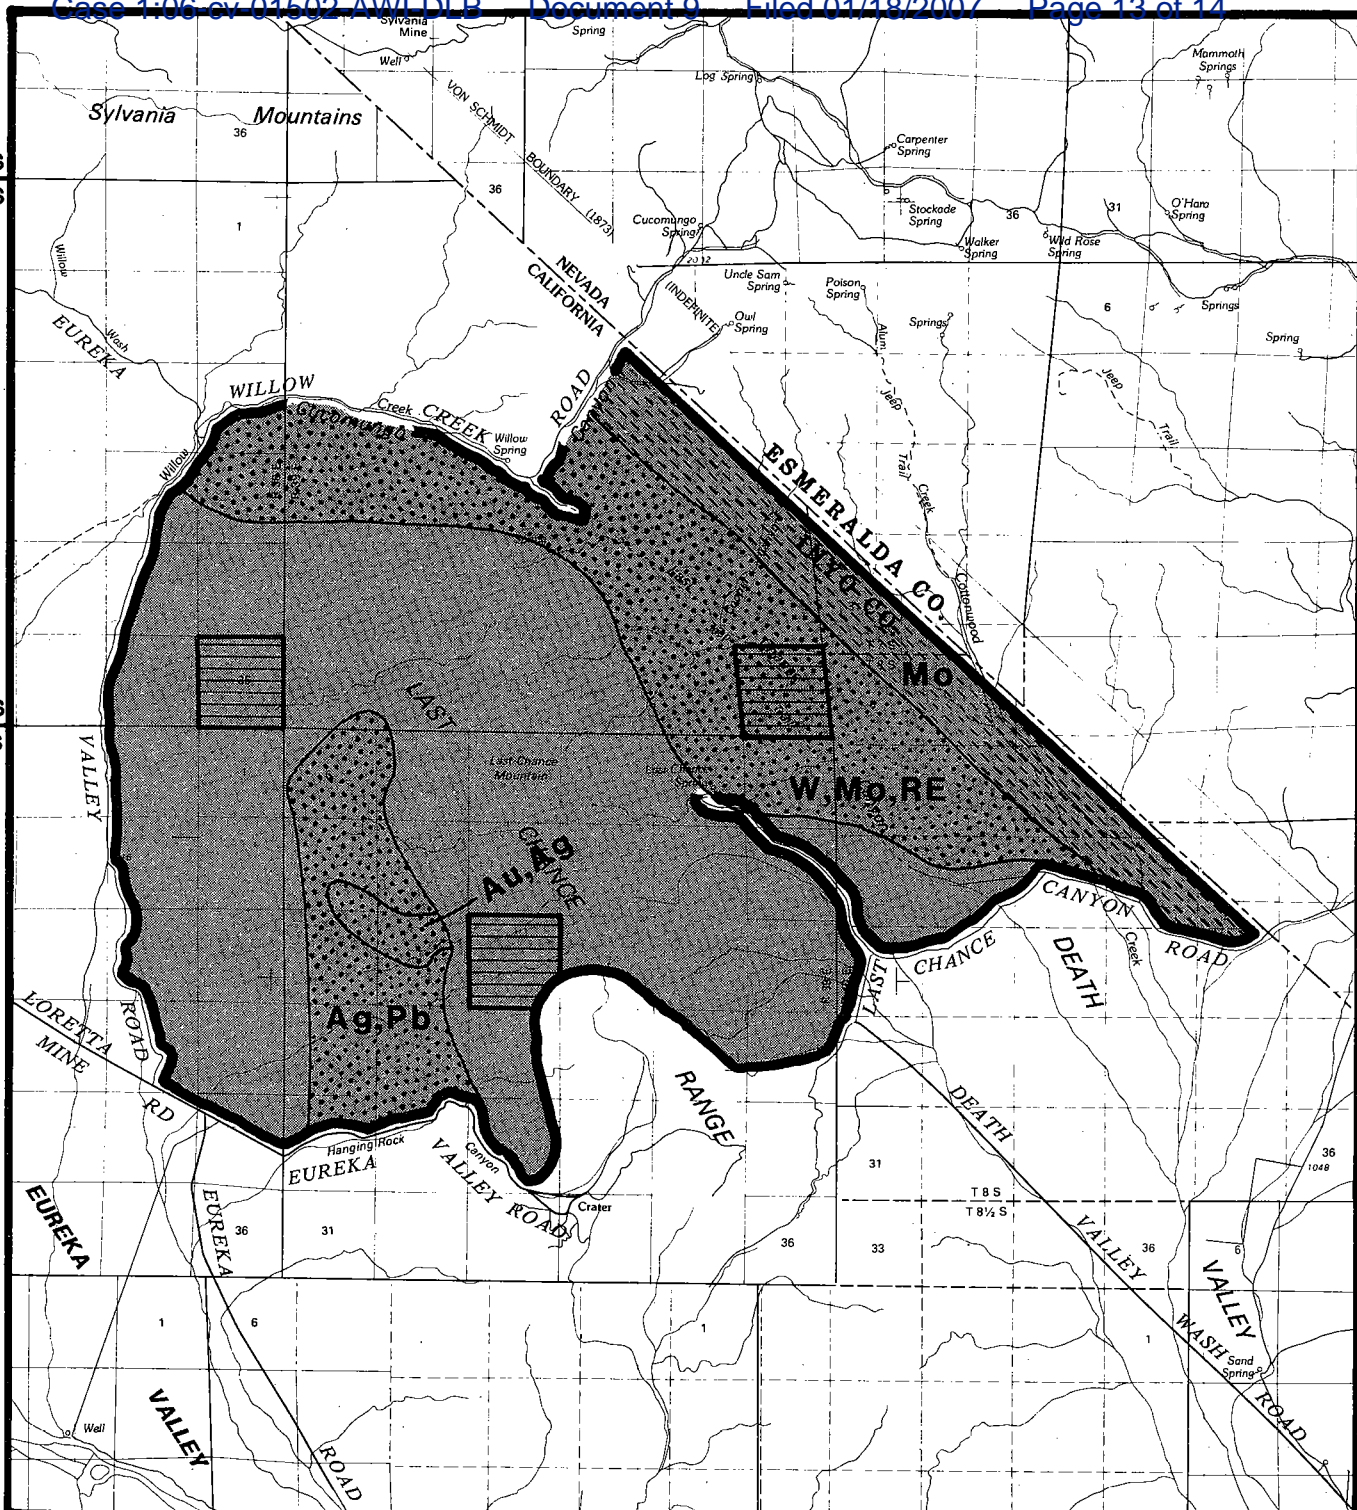 Case 1:06-cv-01502-AWI-DLB Document 9 Filed 01/18/2007 Page 13 of 14
Sylvania
Mine
Spring
Well
Log Spring
Mammoth
Springs
VON SCHMIDT
BOUNDARY (1873)
Sylvania Mountains
36
36
1
Carpenter
Spring
Stockade
Spring
36
31
O'Hara
Spring
Cucomungo
Spring
Walker
Spring
Wild Rose
Spring
Willow
Wash
EUREKA
NEVADA
CALIFORNIA
(INDEFINITE)
Uncle Sam
Spring
Poison
Spring
Owl
Spring
Springs
6
Springs
Spring
Alum
Creek
Jeep
Trail
Jeep
Trail
WILLOW
Creek
CREEK
Cucomungo
Canyon
ROAD
Willow
Spring
Willow
ESMERALDA CO.
INYO CO.
Cottonwood
Mo
VALLEY
LAST
Last Chance
Mountain
W,Mo,RE
CHANCE
Au,Ag
CANYON
Creek
ROAD
CHANCE
LAST
DEATH
Ag,Pb
LORETTA
MINE
RD
ROAD
RANGE
DEATH
Hanging Rock
Canyon
EUREKA
VALLEY ROAD
Crater
31
36
1048
T 8 S
T 8½ S
EUREKA
EUREKA
36
31
36
33
VALLEY
36
6
VALLEY
1
6
1
1
WASH
Sand
Spring
ROAD
VALLEY
Well
ROAD